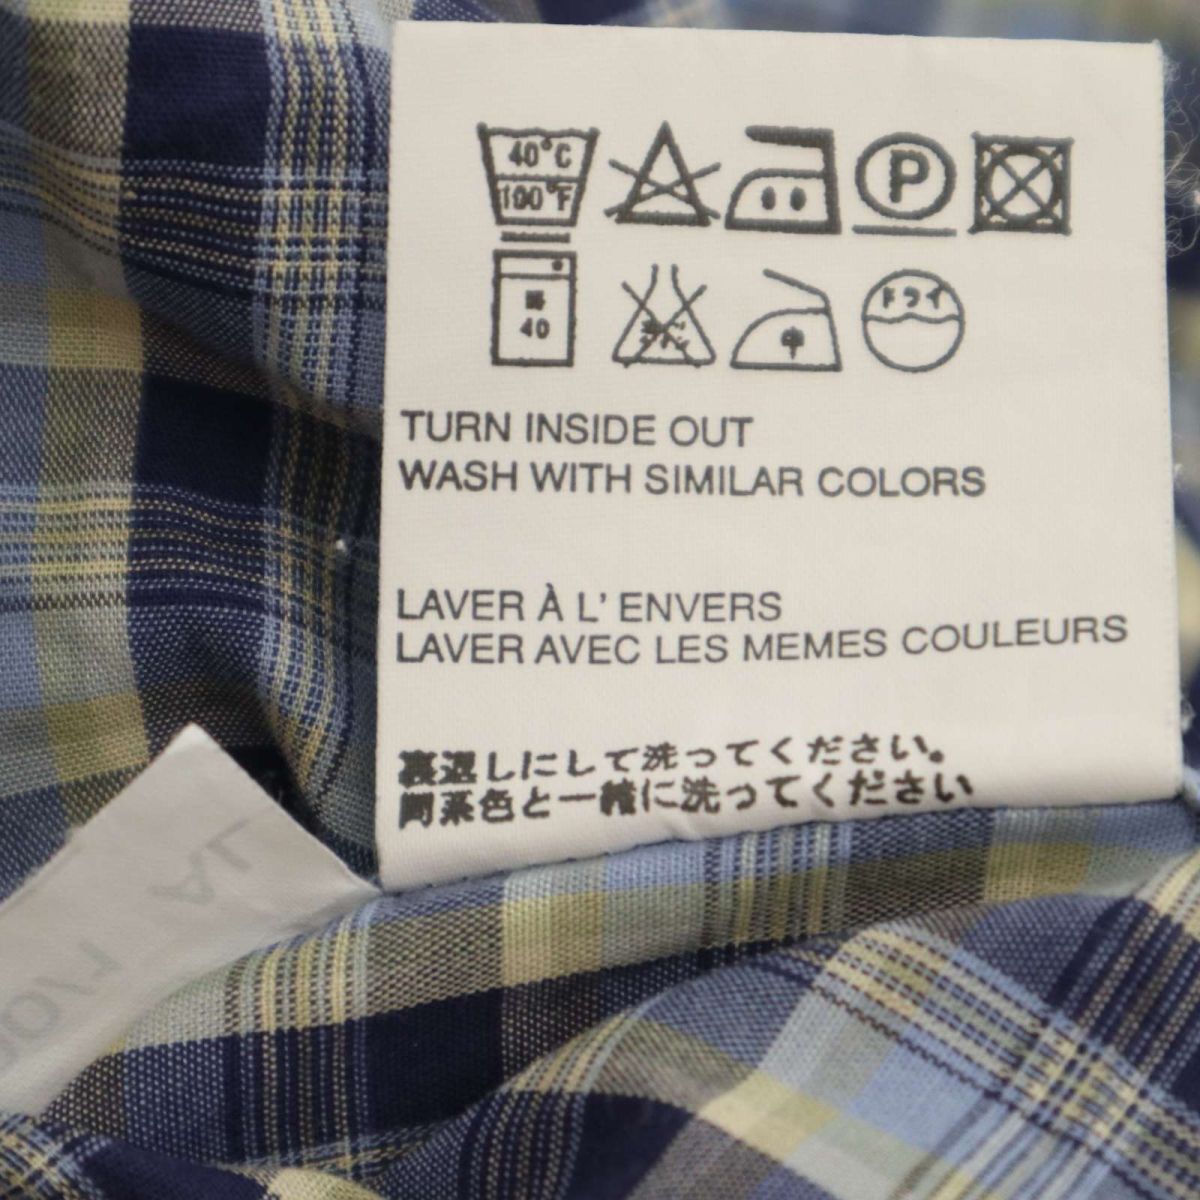 40°C
100°F
P
40
中
ドライ
TURN INSIDE OUT
WASH WITH SIMILAR COLORS
LAVER À L' ENVERS
LAVER AVEC LES MEMES COULEURS
裏返しにして洗ってください。
同系色と一緒に洗ってください